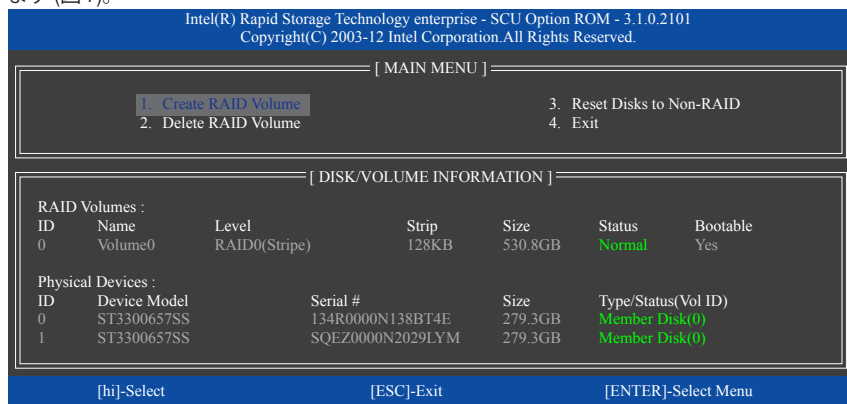 ます(図7)。
Intel(R) Rapid Storage Technology enterprise - SCU Option ROM - 3.1.0.2101
Copyright(C) 2003-12 Intel Corporation.All Rights Reserved.
[ MAIN MENU ]
1. Create RAID Volume 3. Reset Disks to Non-RAID
2. Delete RAID Volume 4. Exit
[ DISK/VOLUME INFORMATION ]
RAID Volumes :
ID Name Level Strip Size Status Bootable
0 Volume0 RAID0(Stripe) 128KB 530.8GB Normal Yes
Physical Devices :
ID Device Model Serial # Size Type/Status(Vol ID)
0 ST3300657SS 134R0000N138BT4E 279.3GB Member Disk(0)
1 ST3300657SS SQEZ0000N2029LYM 279.3GB Member Disk(0)
[hi]-Select [ESC]-Exit [ENTER]-Select Menu